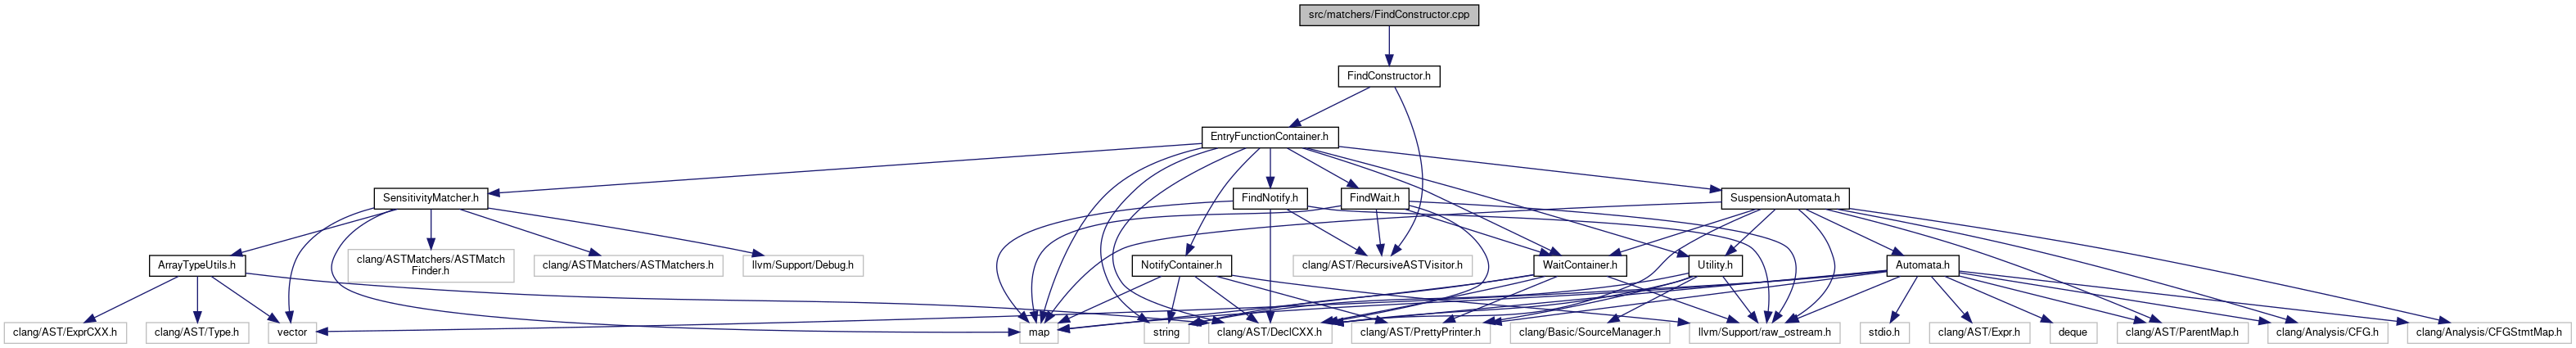 src/matchers/FindConstructor.cpp
FindConstructor.h
EntryFunctionContainer.h
SensitivityMatcher.h
FindNotify.h
FindWait.h
SuspensionAutomata.h
ArrayTypeUtils.h
clang/ASTMatchers/ASTMatch
Finder.h
clang/ASTMatchers/ASTMatchers.h
llvm/Support/Debug.h
NotifyContainer.h
clang/AST/RecursiveASTVisitor.h
WaitContainer.h
Utility.h
Automata.h
clang/AST/ExprCXX.h
clang/AST/Type.h
vector
map
string
clang/AST/DeclCXX.h
clang/AST/PrettyPrinter.h
clang/Basic/SourceManager.h
llvm/Support/raw_ostream.h
stdio.h
clang/AST/Expr.h
deque
clang/AST/ParentMap.h
clang/Analysis/CFG.h
clang/Analysis/CFGStmtMap.h